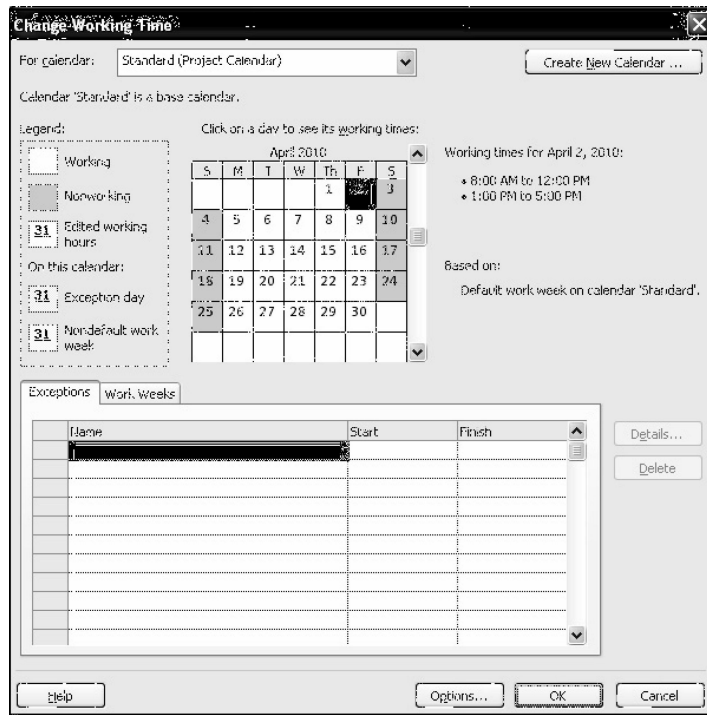 Change Working Time
For calendar: Standard (Project Calendar) Create New Calendar ...
Calendar 'Standard' is a base calendar.
Legend:
Working
Nonworking
31 Edited working
hours
On this calendar:
31 Exception day
31 Nondefault work
week
Click on a day to see its working times:
April 2010
S M T W Th F S
1 3
4 5 6 7 8 9 10
11 12 13 14 15 16 17
18 19 20 21 22 23 24
25 26 27 28 29 30
Working times for April 2, 2010:
• 8:00 AM to 12:00 PM
• 1:00 PM to 5:00 PM
Based on:
Default work week on calendar 'Standard'.
Exceptions Work Weeks
Name Start Finish
Details...
Delete
Help Options... OK Cancel